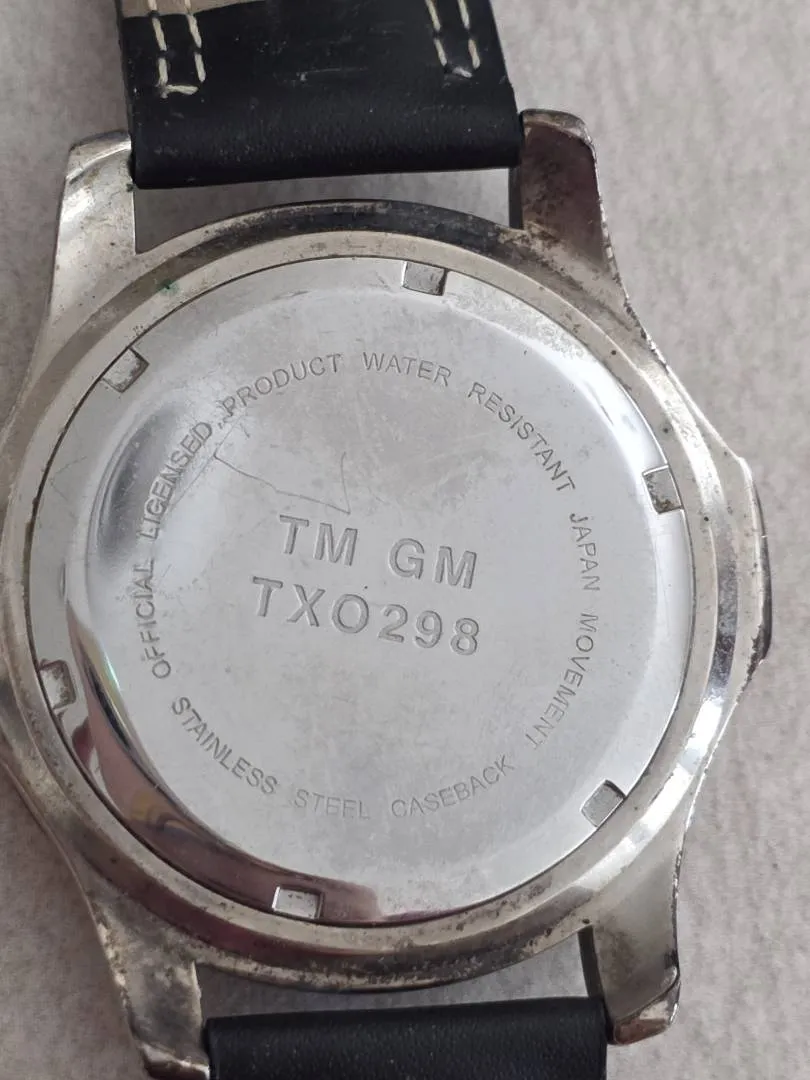 OFFICIAL LICENSED PRODUCT WATER RESISTANT JAPAN MOVEMENT
STAINLESS STEEL CASEBACK
TM GM
TXO298